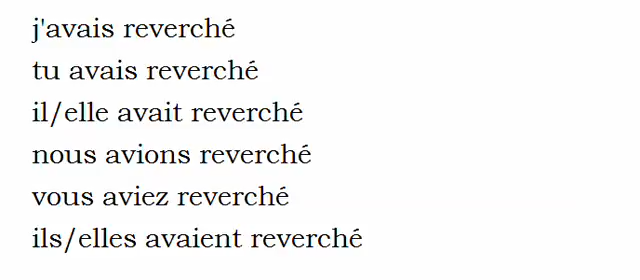 j'avais reverché
tu avais reverché
il/elle avait reverché
nous avions reverché
vous aviez reverché
ils/elles avaient reverché